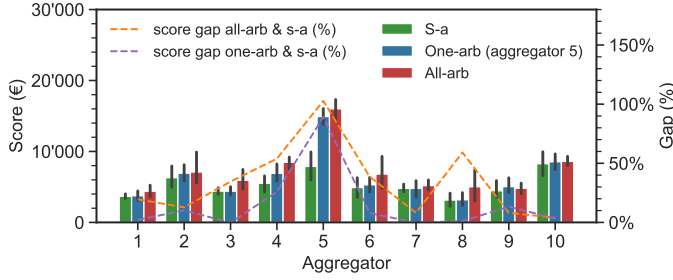 30'000
20'000
10'000
0
Score (€)
score gap all-arb & s-a (%)
score gap one-arb & s-a (%)
S-a
One-arb (aggregator 5)
All-arb
150%
100%
50%
0%
Gap (%)
1 2 3 4 5 6 7 8 9 10
Aggregator